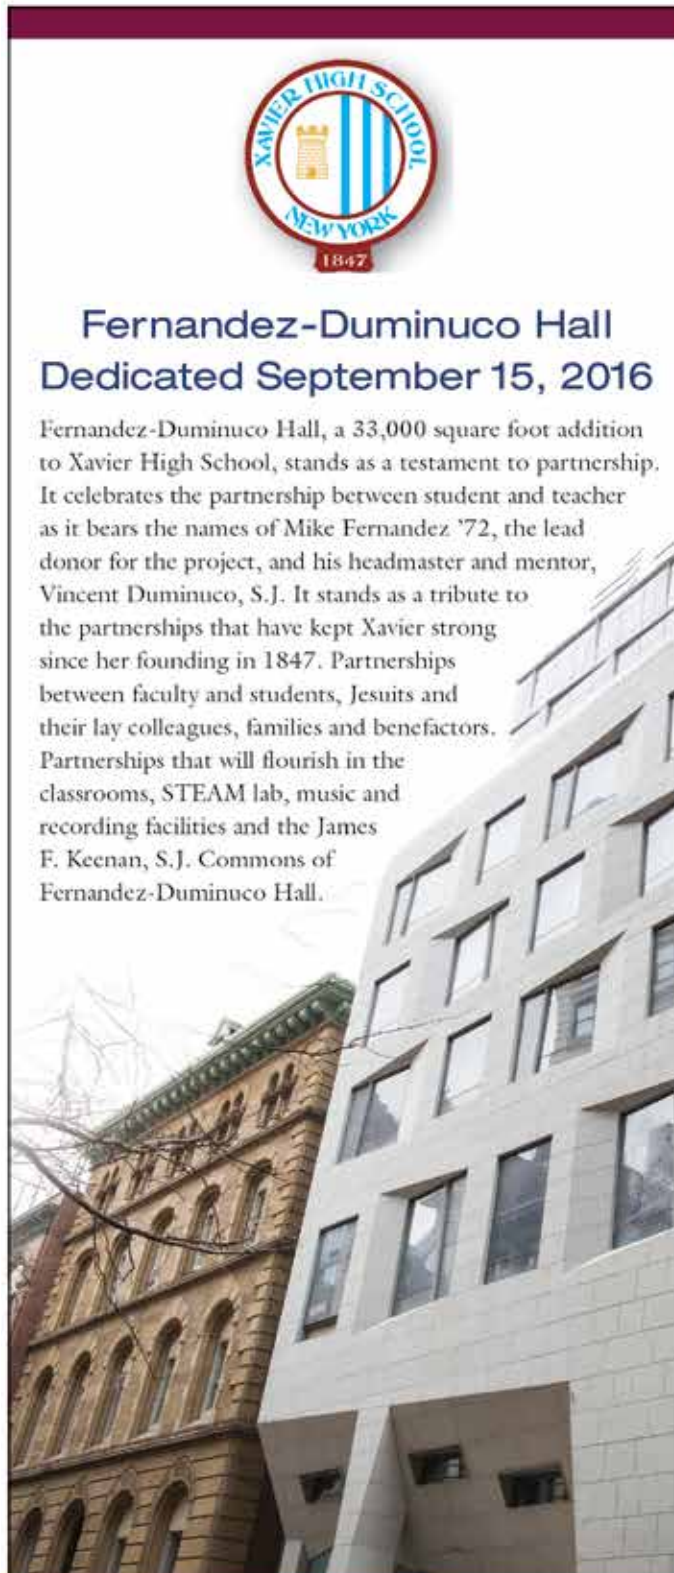 XAVIER HIGH SCHOOL
NEW YORK
1847
Fernandez-Duminuco Hall
Dedicated September 15, 2016
Fernandez-Duminuco Hall, a 33,000 square foot addition
to Xavier High School, stands as a testament to partnership.
It celebrates the partnership between student and teacher
as it bears the names of Mike Fernandez ’72, the lead
donor for the project, and his headmaster and mentor,
Vincent Duminuco, S.J. It stands as a tribute to
the partnerships that have kept Xavier strong
since her founding in 1847. Partnerships
between faculty and students, Jesuits and
their lay colleagues, families and benefactors.
Partnerships that will flourish in the
classrooms, STEAM lab, music and
recording facilities and the James
F. Keenan, S.J. Commons of
Fernandez-Duminuco Hall.